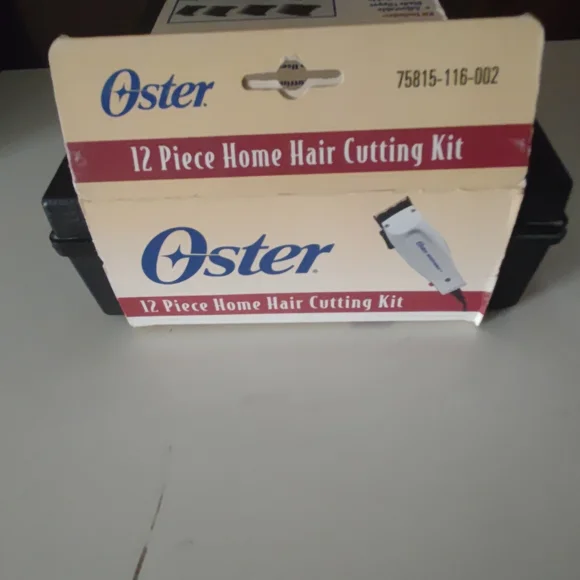 Oster
75815-116-002
12 Piece Home Hair Cutting Kit
Oster
12 Piece Home Hair Cutting Kit